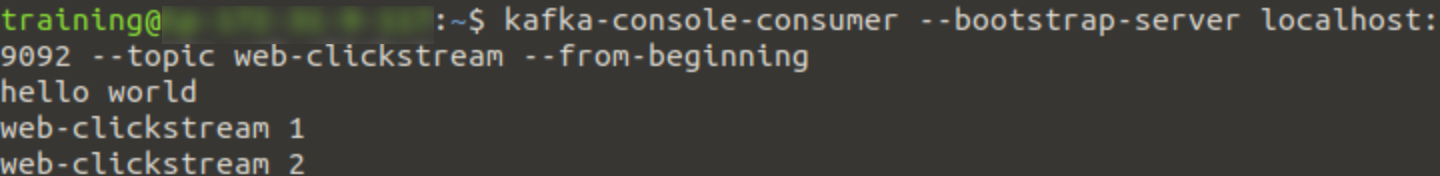 training@ :~$ kafka-console-consumer --bootstrap-server localhost:
9092 --topic web-clickstream --from-beginning
hello world
web-clickstream 1
web-clickstream 2